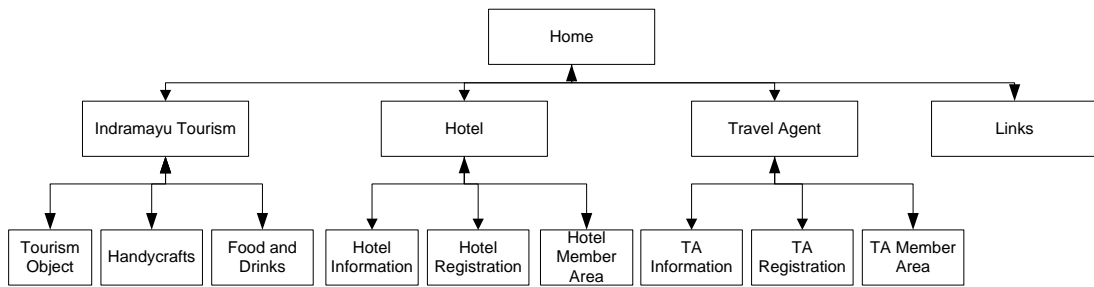 Home
Indramayu Tourism
Hotel
Travel Agent
Links
Tourism
Object
Handycrafts
Food and
Drinks
Hotel
Information
Hotel
Registration
Hotel
Member
Area
TA
Information
TA
Registration
TA Member
Area